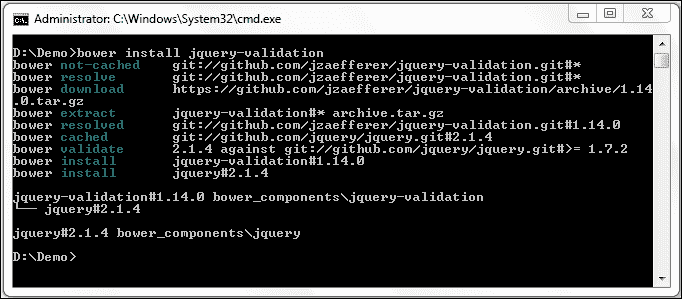 Administrator: C:\Windows\System32\cmd.exe
D:\Demo>bower install jquery-validation
bower not-cached    git://github.com/jzaefferer/jquery-validation.git#*
bower resolve       git://github.com/jzaefferer/jquery-validation.git#*
bower download      https://github.com/jzaefferer/jquery-validation/archive/1.14
.0.tar.gz
bower extract       jquery-validation#* archive.tar.gz
bower resolved      git://github.com/jzaefferer/jquery-validation.git#1.14.0
bower cached        git://github.com/jquery/jquery.git#2.1.4
bower validate      2.1.4 against git://github.com/jquery/jquery.git#>= 1.7.2
bower install       jquery-validation#1.14.0
bower install       jquery#2.1.4
jquery-validation#1.14.0 bower_components\jquery-validation
└── jquery#2.1.4
jquery#2.1.4 bower_components\jquery
D:\Demo>